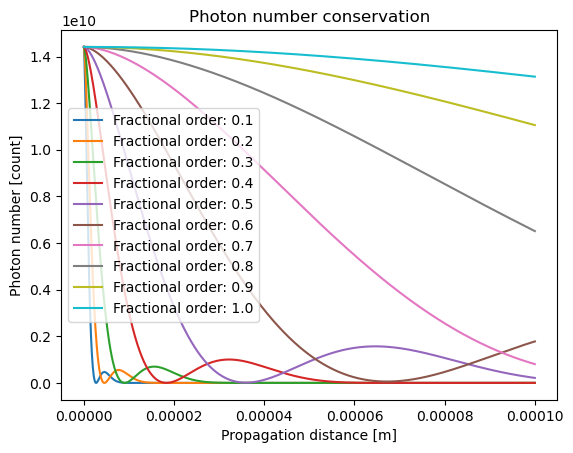 Photon number conservation
1e10
Photon number [count]
1.4
1.2
1.0
0.8
0.6
0.4
0.2
0.0
Fractional order: 0.1
Fractional order: 0.2
Fractional order: 0.3
Fractional order: 0.4
Fractional order: 0.5
Fractional order: 0.6
Fractional order: 0.7
Fractional order: 0.8
Fractional order: 0.9
Fractional order: 1.0
0.00000 0.00002 0.00004 0.00006 0.00008 0.00010
Propagation distance [m]